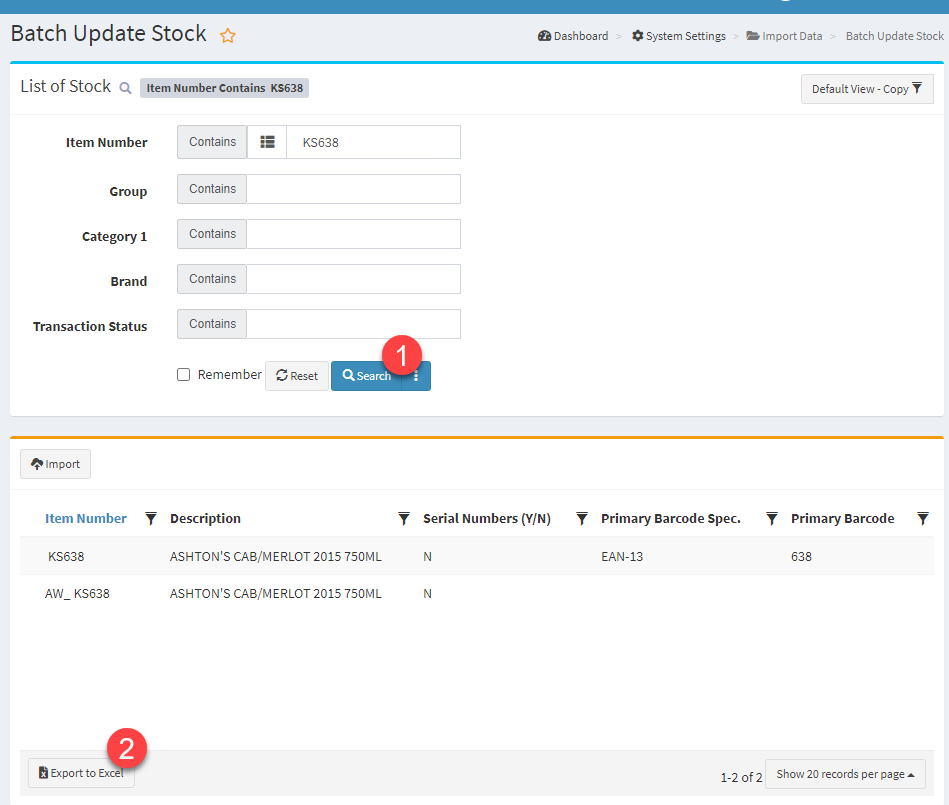 Batch Update Stock
Dashboard > System Settings > Import Data > Batch Update Stock
List of Stock Item Number Contains KS638
Default View - Copy
Item Number Contains KS638
Group Contains
Category 1 Contains
Brand Contains
Transaction Status Contains
1
Remember Reset Search
Import
Item Number Description Serial Numbers (Y/N) Primary Barcode Spec. Primary Barcode
KS638 ASHTON'S CAB/MERLOT 2015 750ML N EAN-13 638
AW_ KS638 ASHTON'S CAB/MERLOT 2015 750ML N
2
Export to Excel
1-2 of 2 Show 20 records per page